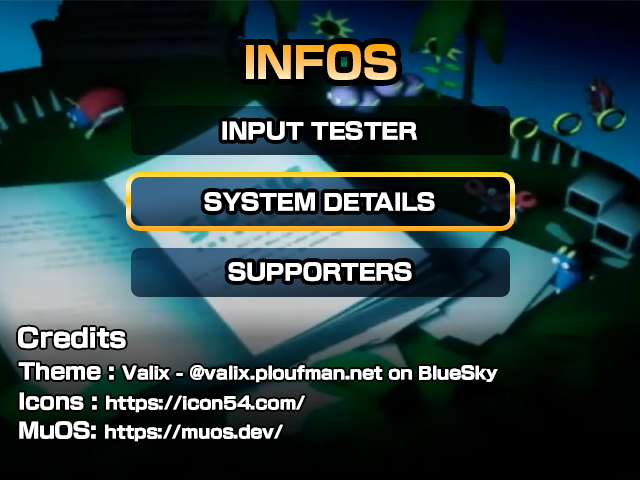 INFOS
INPUT TESTER
SYSTEM DETAILS
SUPPORTERS
Credits
Theme : Valix - @valix.ploufman.net on BlueSky
Icons : https://icon54.com/
MuOS: https://muos.dev/